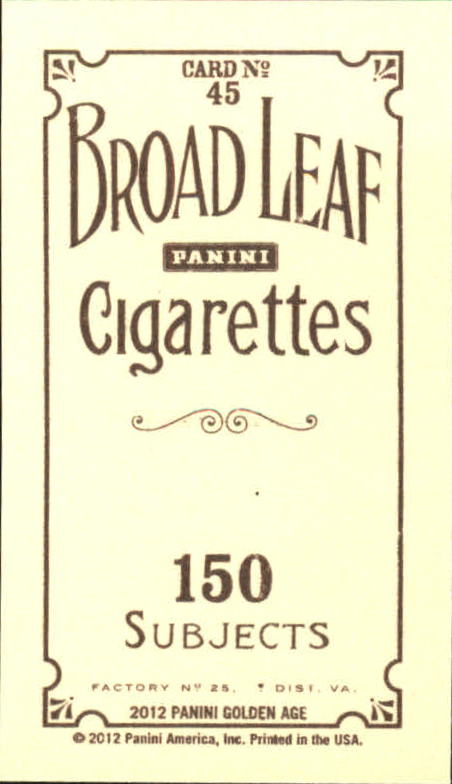 CARD Nº
45
BROAD LEAF
PANINI
Cigarettes
150
SUBJECTS
FACTORY Nº 25, DIST. VA.
2012 PANINI GOLDEN AGE
© 2012 Panini America, Inc. Printed in the USA.